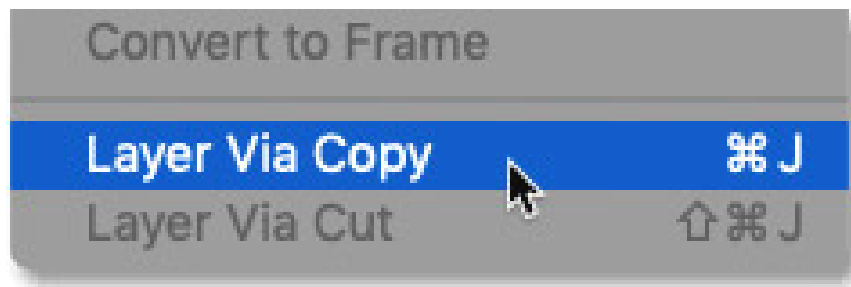 Convert to Frame
Layer Via Copy ⌘J
Layer Via Cut ⇧⌘J